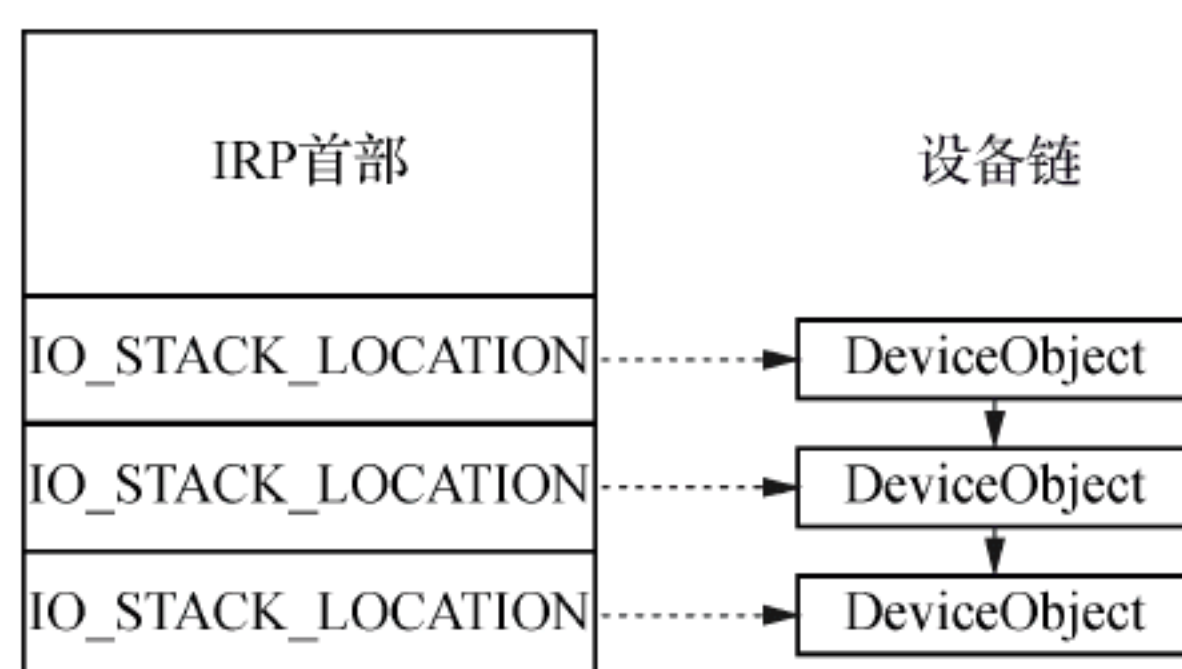 IRP首部
设备链
IO_STACK_LOCATION
DeviceObject
IO_STACK_LOCATION
DeviceObject
IO_STACK_LOCATION
DeviceObject